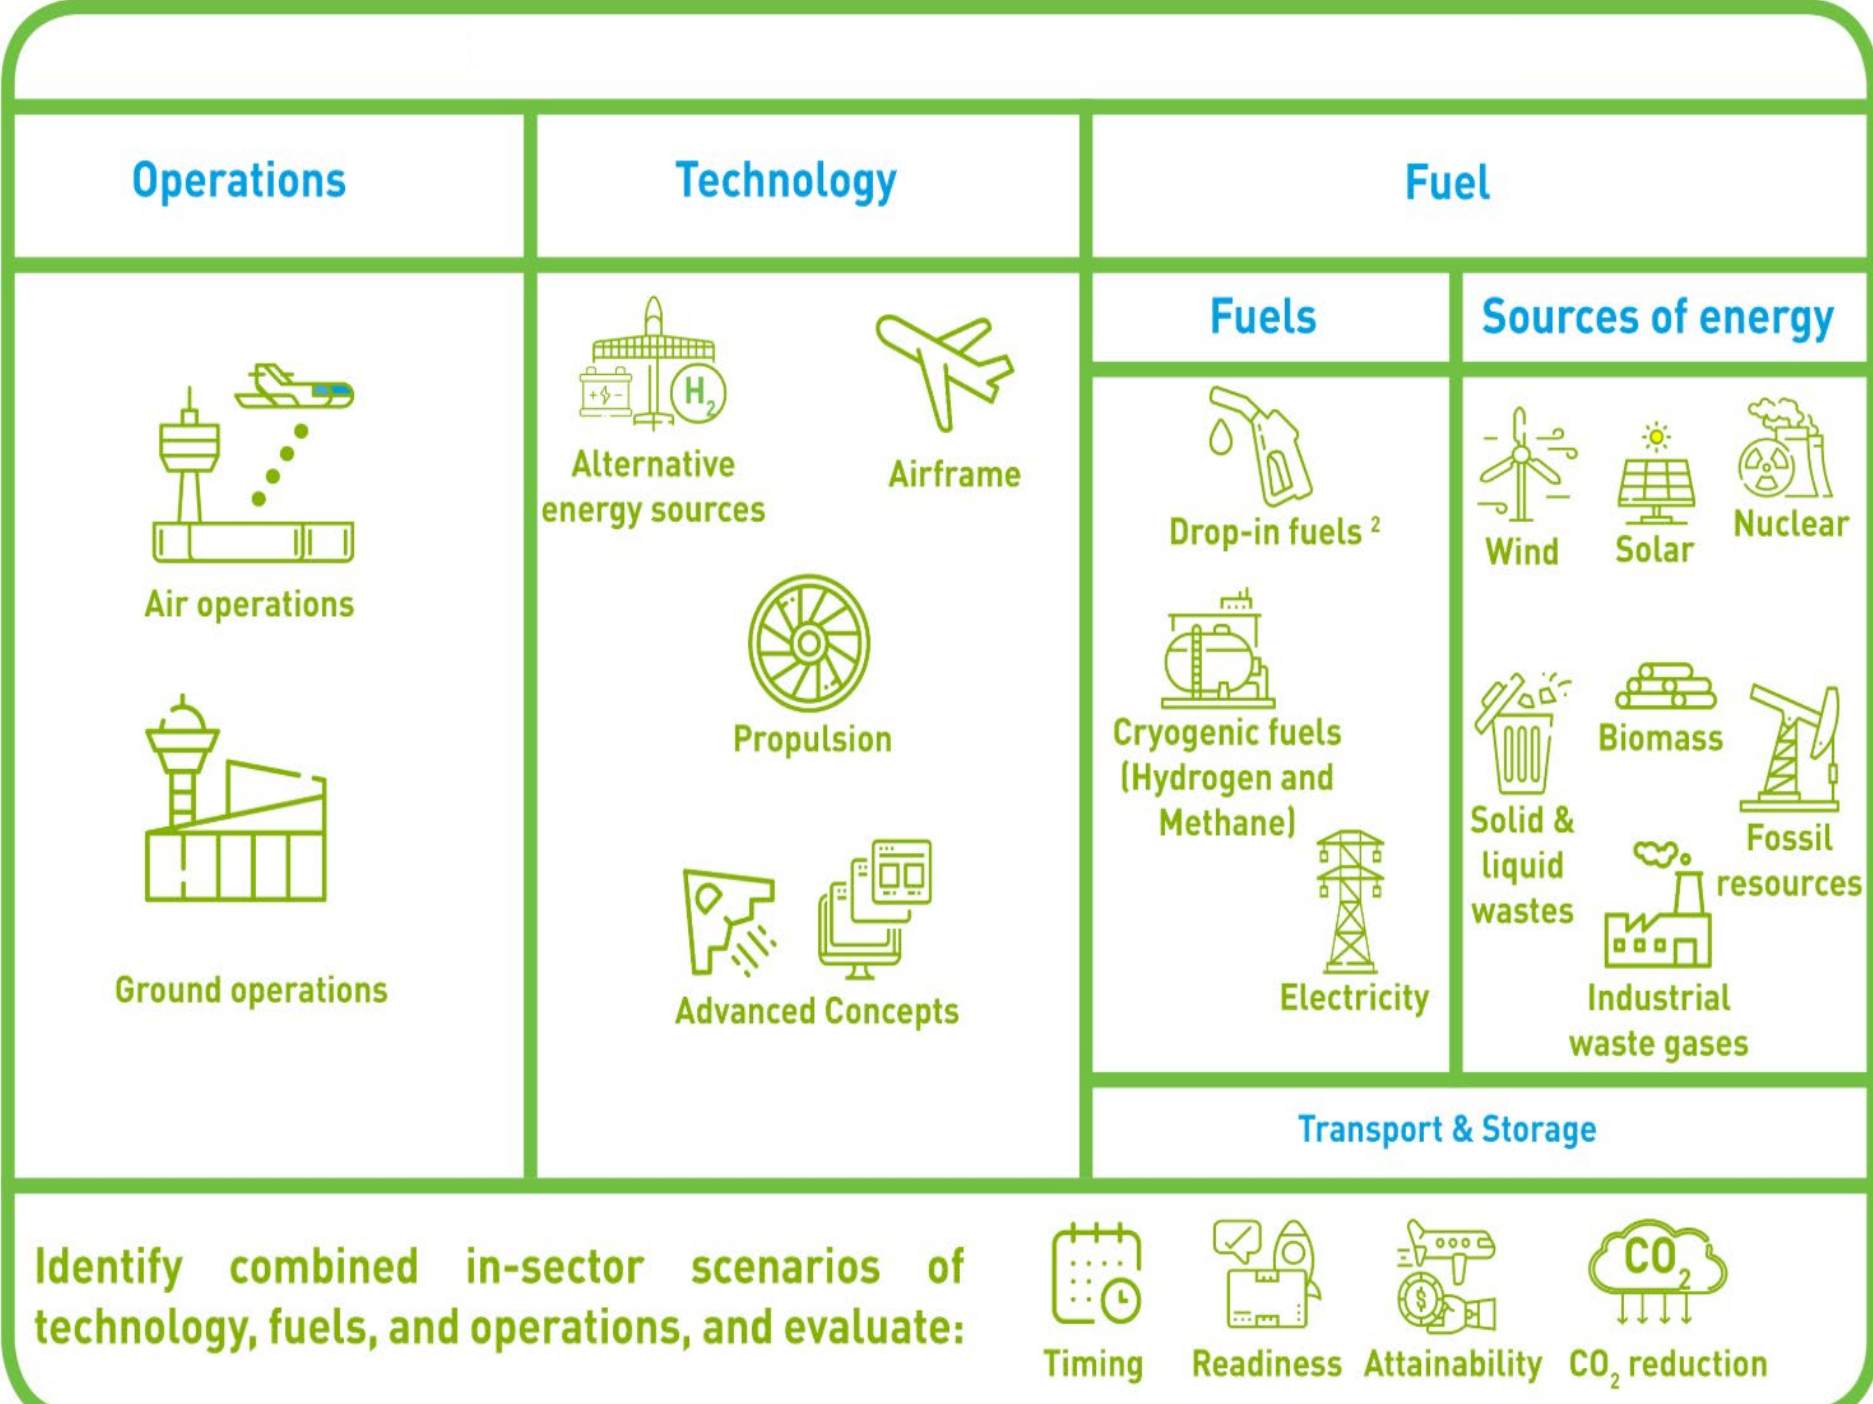 Operations
Technology
Fuel
Fuels
Sources of energy
Air operations
Ground operations
H2
Alternative
energy sources
Airframe
Propulsion
Advanced Concepts
Drop-in fuels 2
Cryogenic fuels
(Hydrogen and
Methane)
Electricity
Wind
Solar
Nuclear
Solid &
liquid
wastes
Biomass
Fossil
resources
Industrial
waste gases
Transport & Storage
Identify combined in-sector scenarios of
technology, fuels, and operations, and evaluate:
Timing
Readiness
$
Attainability
CO2
CO2 reduction